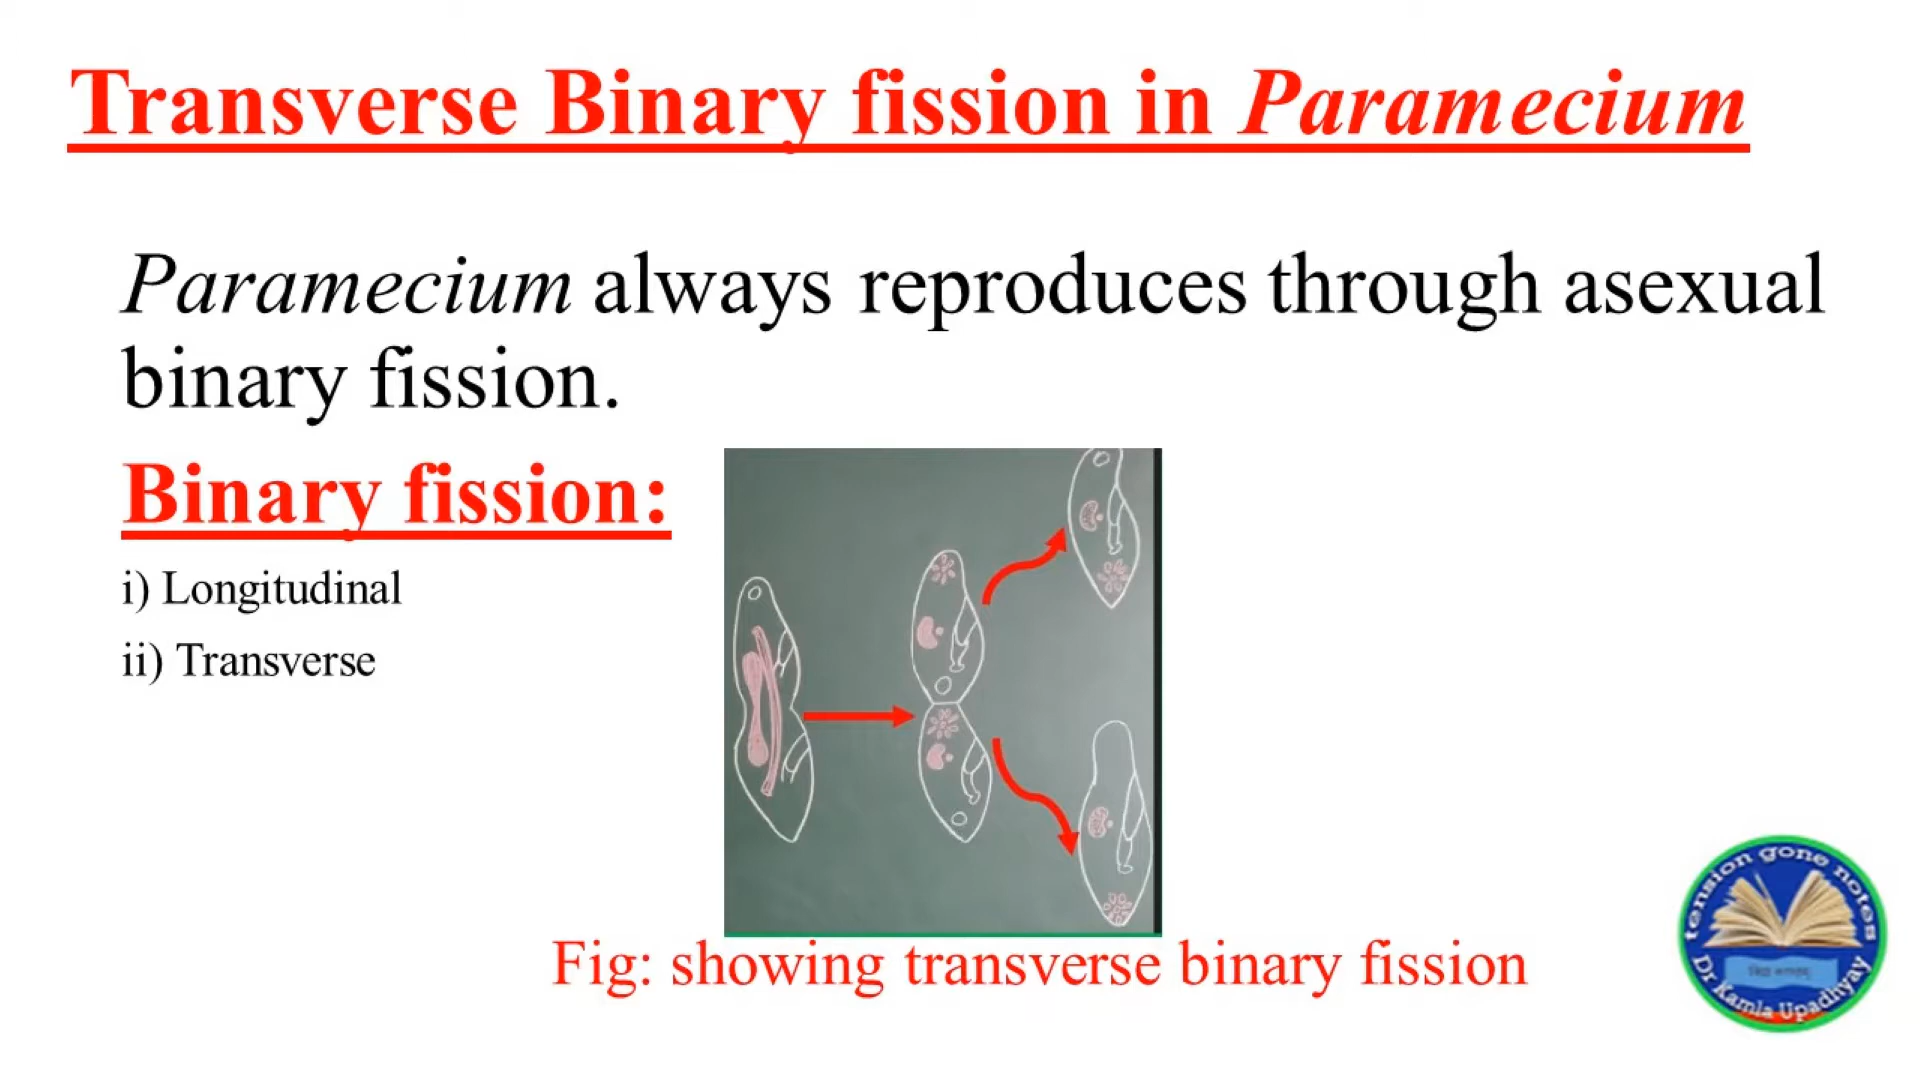 Transverse Binary fission in Paramecium
Paramecium always reproduces through asexual
binary fission.
Binary fission:
i) Longitudinal
ii) Transverse
Fig: showing transverse binary fission
tension gone notes
Dr Kamla Upadhyay